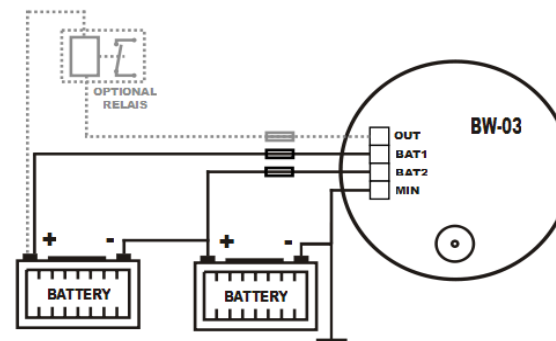 OPTIONAL
RELAIS
BW-03
OUT
BAT1
BAT2
MIN
+ -
+ -
BATTERY
BATTERY